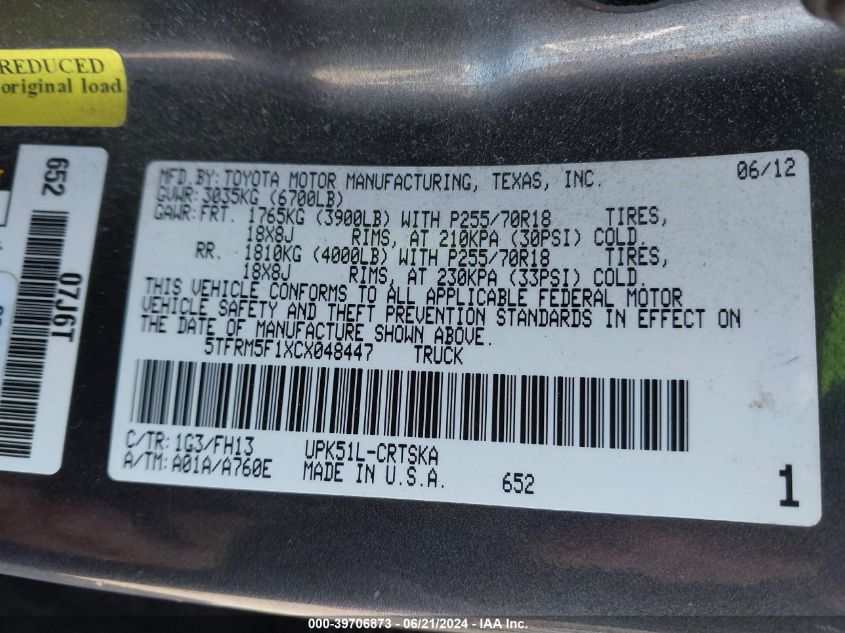 REDUCED
original load
652
07J6T
MFD.BY:TOYOTA MOTOR MANUFACTURING, TEXAS, INC. 06/12
GVWR:3035KG (6700LB)
GAWR:FRT. 1765KG (3900LB) WITH P255/70R18 TIRES,
18X8J RIMS, AT 210KPA (30PSI) COLD.
RR. 1810KG (4000LB) WITH P255/70R18 TIRES,
18X8J RIMS, AT 230KPA (33PSI) COLD.
THIS VEHICLE CONFORMS TO ALL APPLICABLE FEDERAL MOTOR
VEHICLE SAFETY AND THEFT PREVENTION STANDARDS IN EFFECT ON
THE DATE OF MANUFACTURE SHOWN ABOVE.
5TFRM5F1XCX048447 TRUCK
C/TR:1G3/FH13 UPK51L-CRTSKA
A/TM:A01A/A760E MADE IN U.S.A. 652 1
IAA-39706873 / 06/21/2024 - IAA Inc.